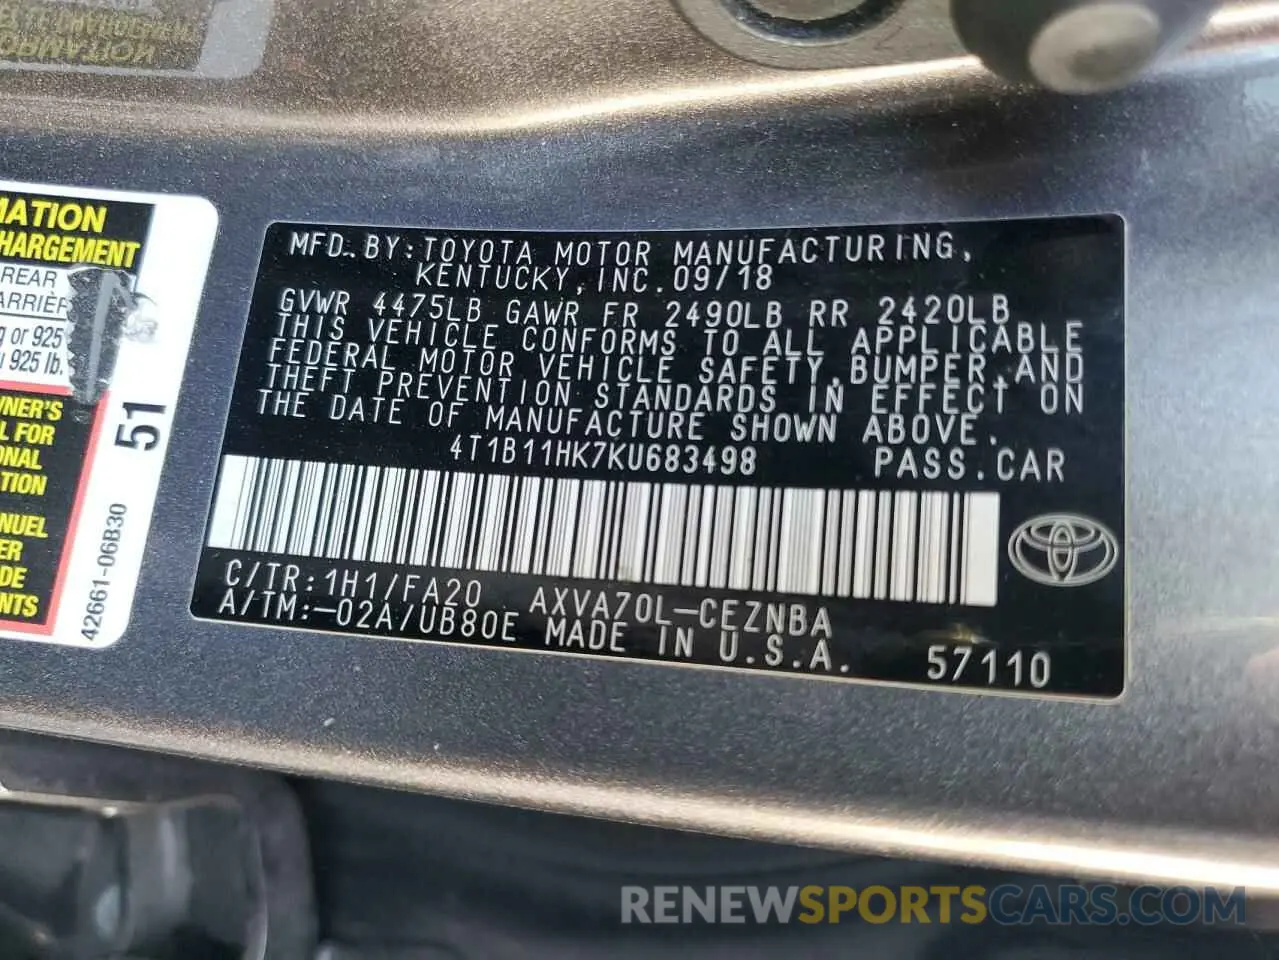 MATION
CHARGEMENT
REAR
ARRIÈR
g or 925
u 925 lb.
WNER'S
L FOR
ONAL
TION
NUEL
ER
DE
ENTS
51
42661-06B30
MFD. BY: TOYOTA MOTOR MANUFACTURING,
KENTUCKY, INC. 09/18
GVWR 4475LB GAWR FR 2490LB RR 2420LB
THIS VEHICLE CONFORMS TO ALL APPLICABLE
FEDERAL MOTOR VEHICLE SAFETY, BUMPER, AND
THEFT PREVENTION STANDARDS IN EFFECT ON
THE DATE OF MANUFACTURE SHOWN ABOVE.
4T1B11HK7KU683498 PASS.CAR
C/TR:1H1/FA20 AXVA70L-CEZNBA
A/TM:-02A/UB80E MADE IN U.S.A. 57110
RENEWSPORTSCARS.COM